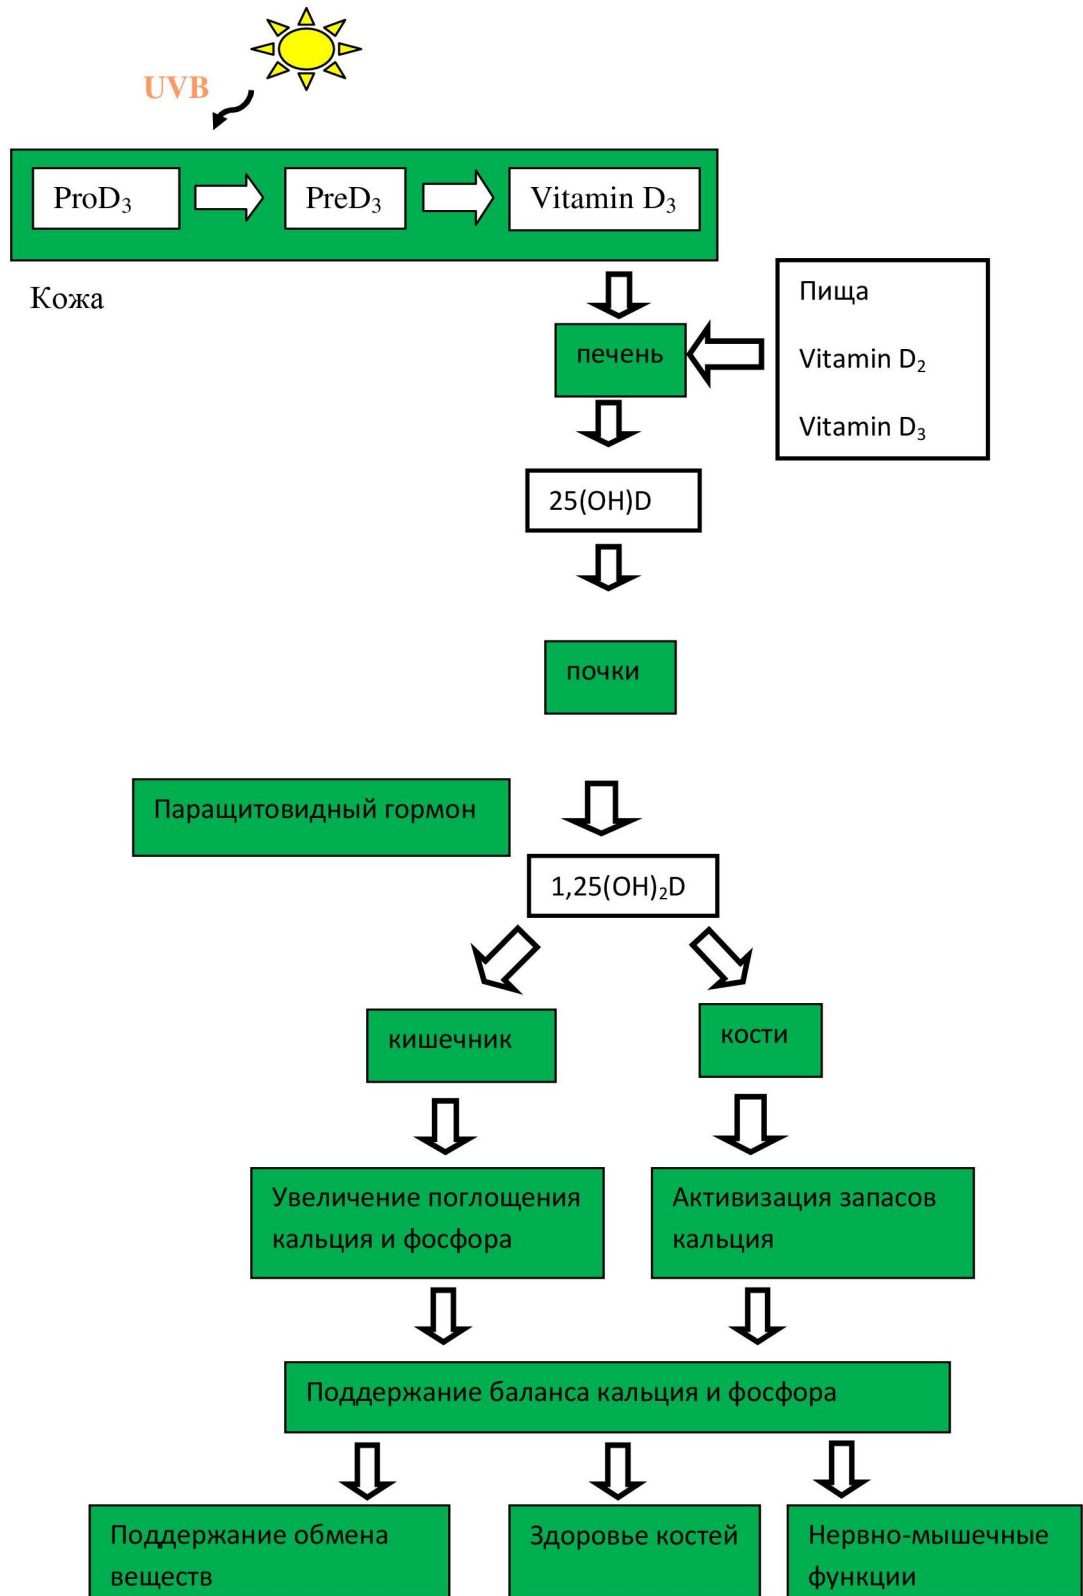 UVB
ProD₃
PreD₃
Vitamin D₃
Кожа
Пища
Vitamin D₂
Vitamin D₃
печень
25(OH)D
почки
Паращитовидный гормон
1,25(OH)₂D
кишечник
кости
Увеличение поглощения
кальция и фосфора
Активизация запасов
кальция
Поддержание баланса кальция и фосфора
Поддержание обмена
веществ
Здоровье костей
Нервно-мышечные
функции